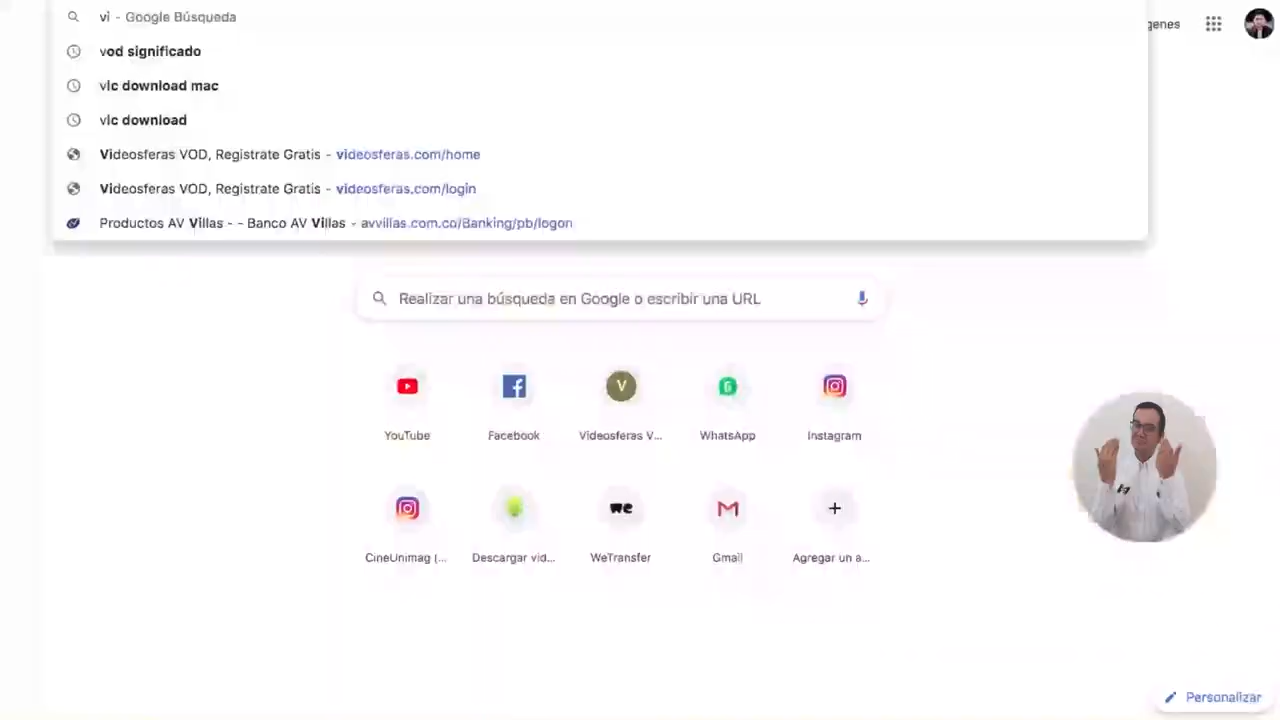 vi - Google Búsqueda
genes
vod significado
vlc download mac
vlc download
Videosferas VOD, Registrate Gratis - videosferas.com/home
Videosferas VOD, Registrate Gratis - videosferas.com/login
Productos AV Villas - - Banco AV Villas - avvillas.com.co/Banking/pb/logon
Realizar una búsqueda en Google o escribir una URL
V
YouTube
Facebook
Videosferas V...
WhatsApp
Instagram
we
CineUnimag (...
Descargar vid...
WeTransfer
Gmail
Agregar un a...
Personalizar